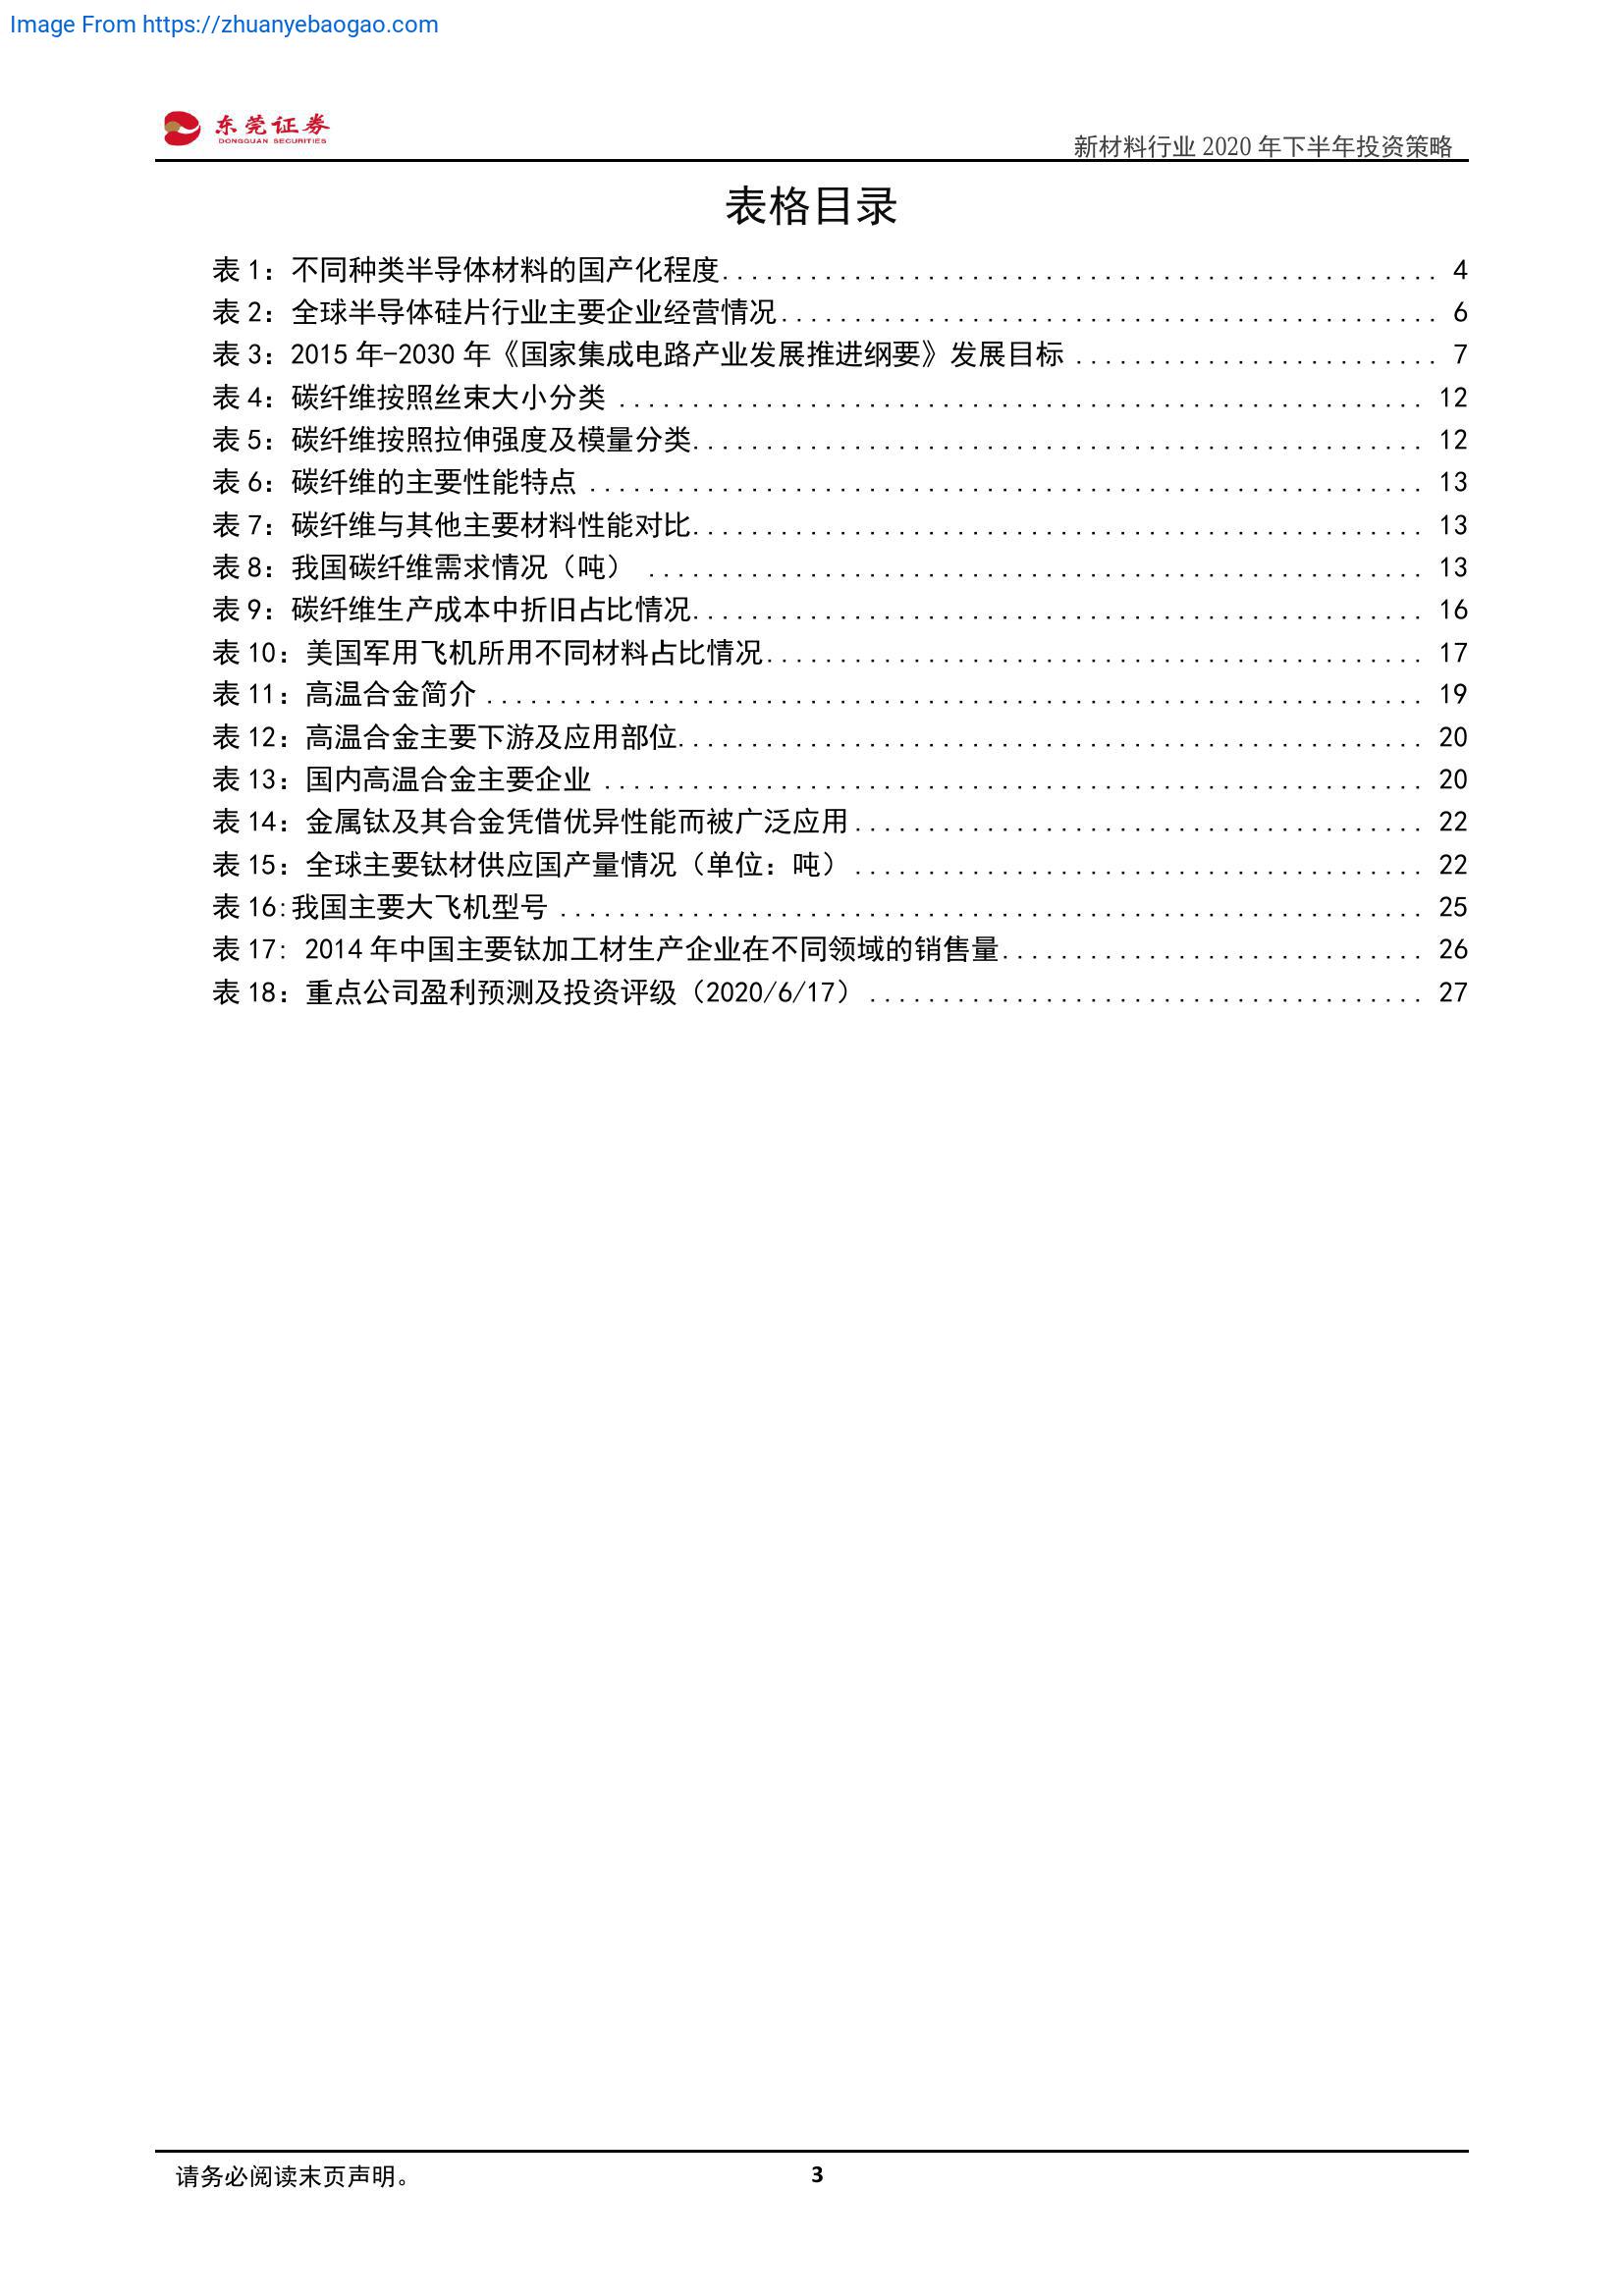 Image From https://zhuanyebaogao.com
东莞证券
DONGGUAN SECURITIES
新材料行业 2020 年下半年投资策略
表格目录
表 1：不同种类半导体材料的国产化程度 4
表 2：全球半导体硅片行业主要企业经营情况 6
表 3：2015 年-2030 年《国家集成电路产业发展推进纲要》发展目标 7
表 4：碳纤维按照丝束大小分类 12
表 5：碳纤维按照拉伸强度及模量分类 12
表 6：碳纤维的主要性能特点 13
表 7：碳纤维与其他主要材料性能对比 13
表 8：我国碳纤维需求情况（吨） 13
表 9：碳纤维生产成本中折旧占比情况 16
表 10：美国军用飞机所用不同材料占比情况 17
表 11：高温合金简介 19
表 12：高温合金主要下游及应用部位 20
表 13：国内高温合金主要企业 20
表 14：金属钛及其合金凭借优异性能而被广泛应用 22
表 15：全球主要钛材供应国产量情况（单位：吨） 22
表 16:我国主要大飞机型号 25
表 17: 2014 年中国主要钛加工材生产企业在不同领域的销售量 26
表 18：重点公司盈利预测及投资评级（2020/6/17） 27
请务必阅读末页声明。
3